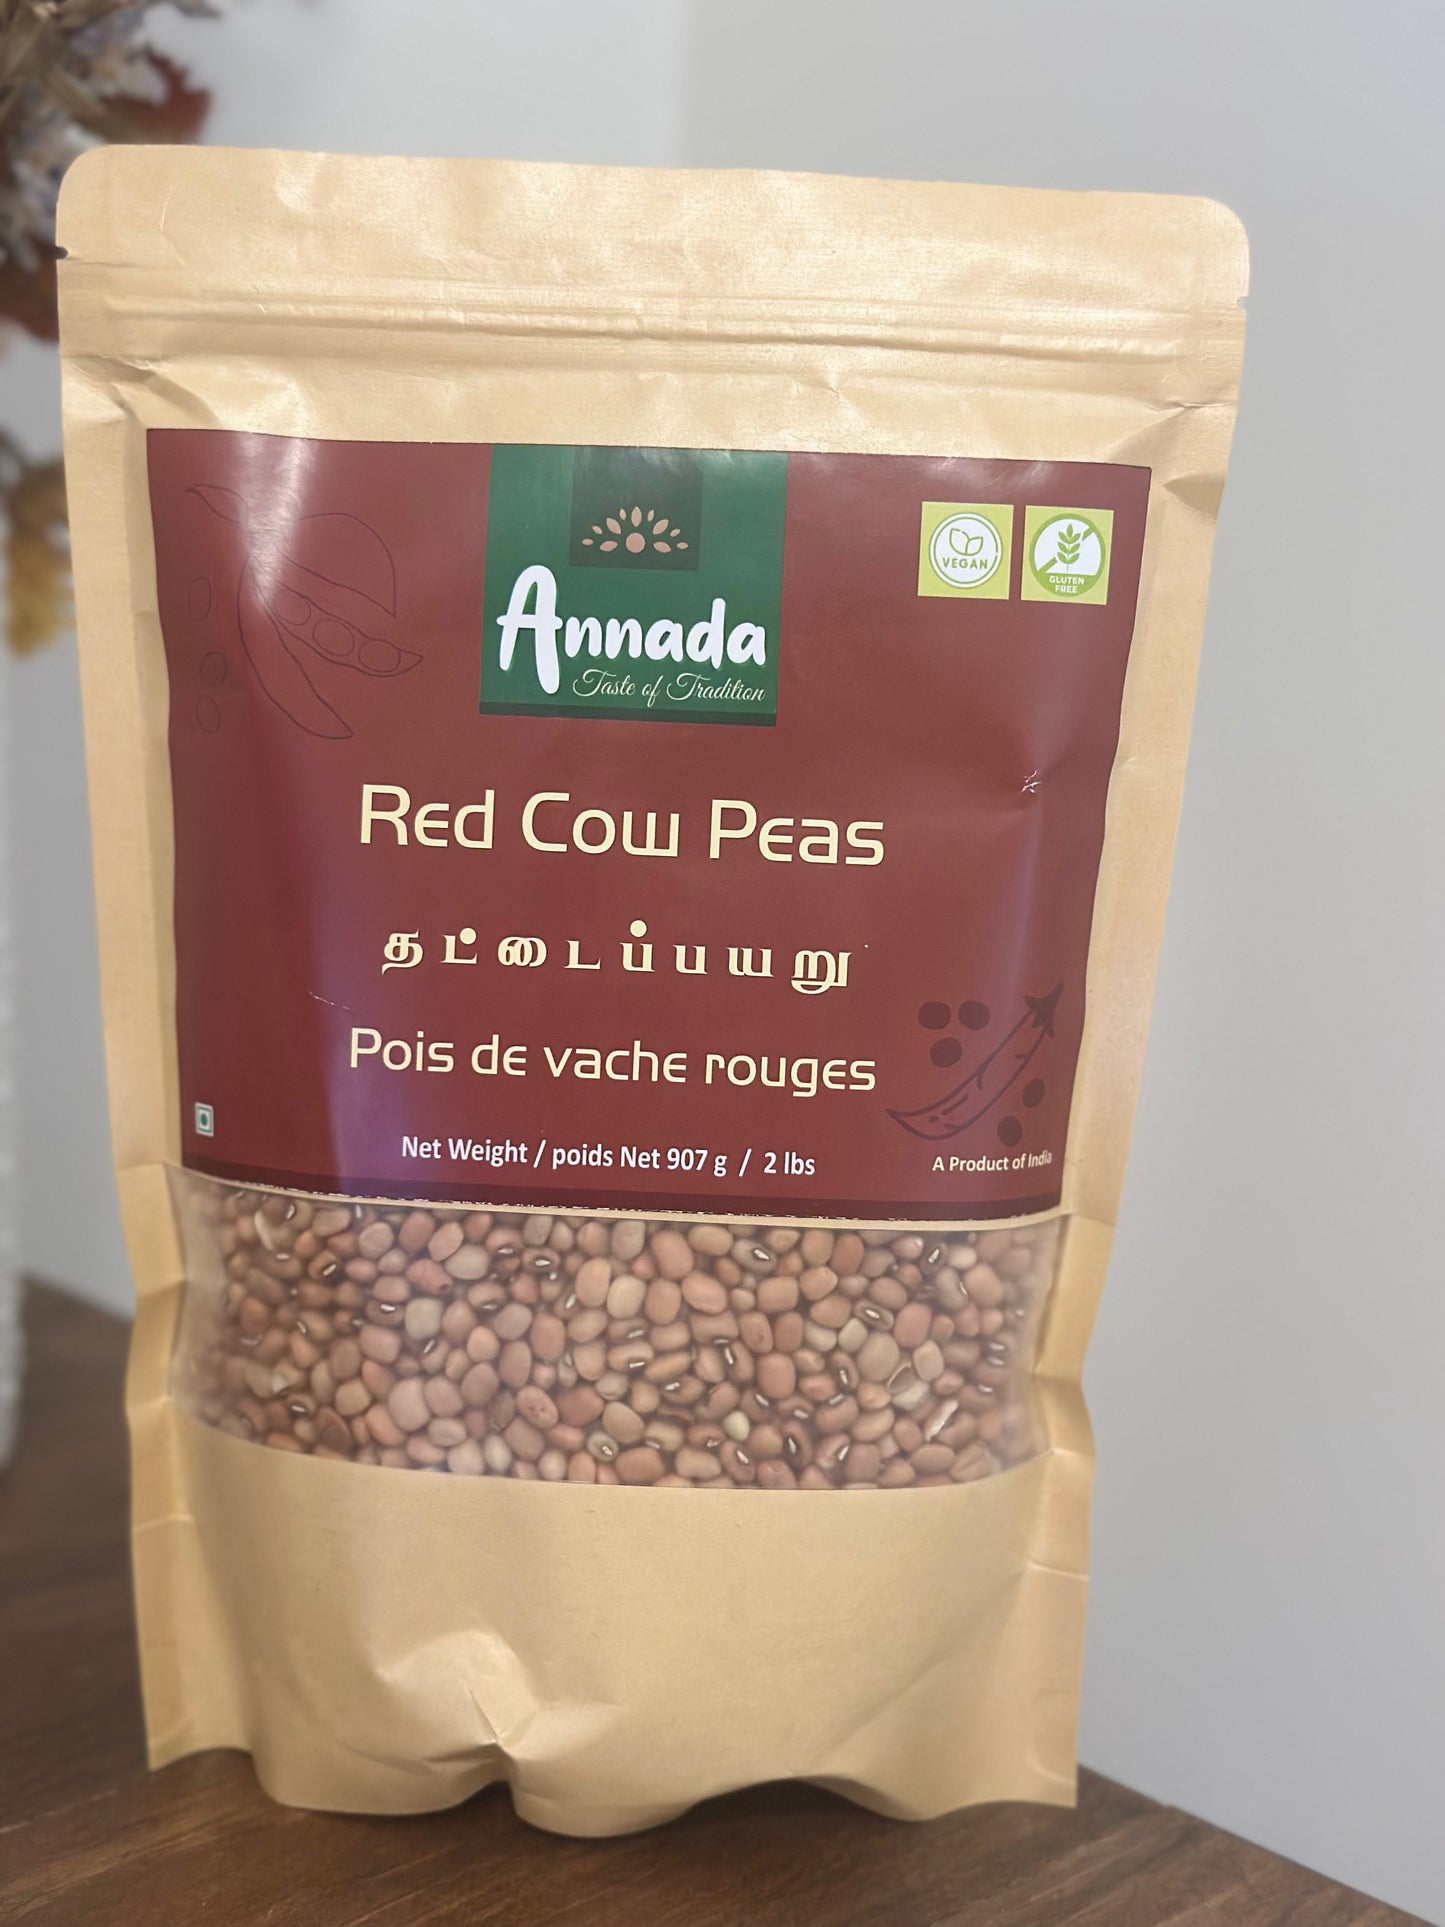 Annada
Taste of Tradition
VEGAN
GLUTEN
FREE
Red Cow Peas
தட்டைப்பயறு
Pois de vache rouges
Net Weight / poids Net 907 g / 2 lbs
A Product of India